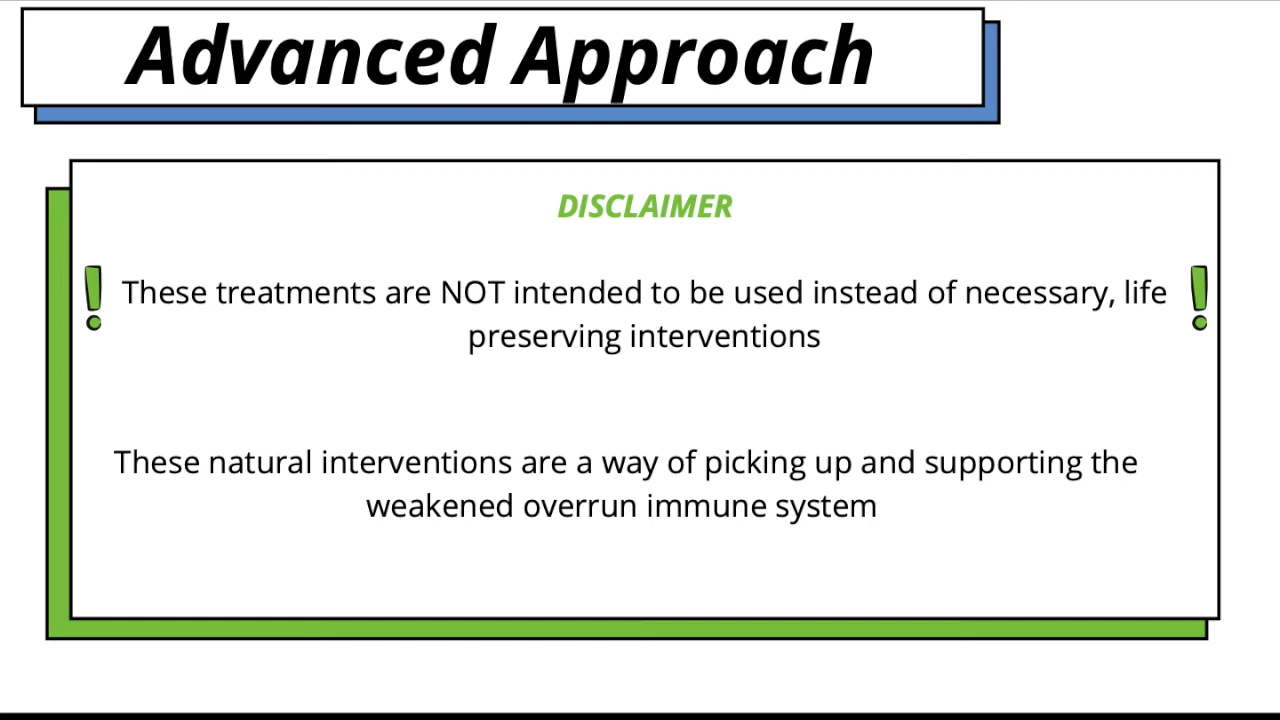 Advanced Approach
DISCLAIMER
These treatments are NOT intended to be used instead of necessary, life
preserving interventions
These natural interventions are a way of picking up and supporting the
weakened overrun immune system